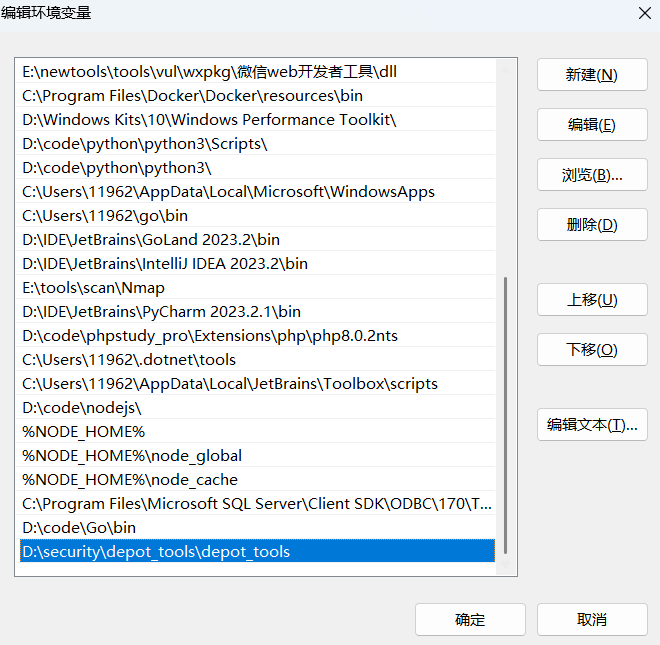 编辑环境变量
E:\newtools\tools\vul\wxpkg\微信web开发者工具\dll
C:\Program Files\Docker\Docker\resources\bin
D:\Windows Kits\10\Windows Performance Toolkit\
D:\code\python\python3\Scripts\
D:\code\python\python3\
C:\Users\11962\AppData\Local\Microsoft\WindowsApps
C:\Users\11962\go\bin
D:\IDE\JetBrains\GoLand 2023.2\bin
D:\IDE\JetBrains\IntelliJ IDEA 2023.2\bin
E:\tools\scan\Nmap
D:\IDE\JetBrains\PyCharm 2023.2.1\bin
D:\code\phpstudy_pro\Extensions\php\php8.0.2nts
C:\Users\11962\.dotnet\tools
C:\Users\11962\AppData\Local\JetBrains\Toolbox\scripts
D:\code\nodejs\
%NODE_HOME%
%NODE_HOME%\node_global
%NODE_HOME%\node_cache
C:\Program Files\Microsoft SQL Server\Client SDK\ODBC\170\T...
D:\code\Go\bin
D:\security\depot_tools\depot_tools
新建(N)
编辑(E)
浏览(B)...
删除(D)
上移(U)
下移(O)
编辑文本(T)...
确定
取消